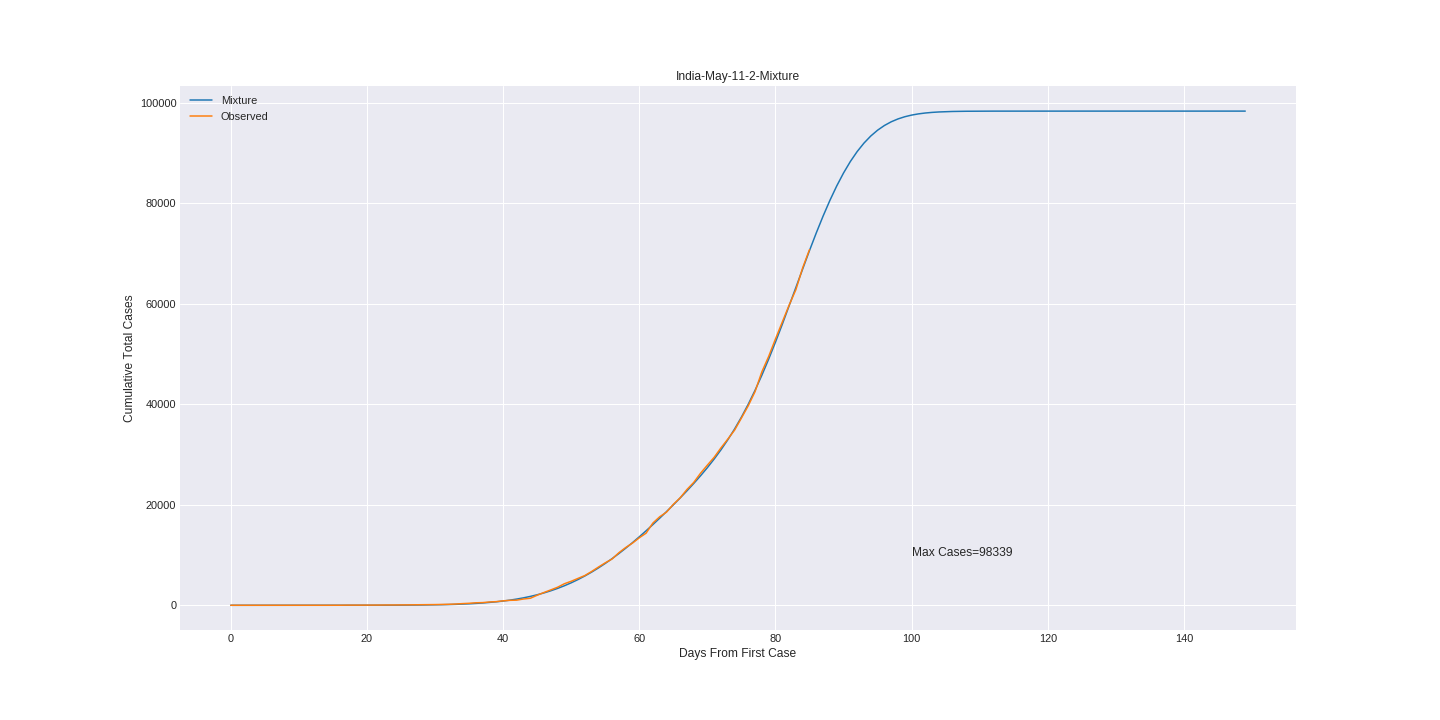 India-May-11-2-Mixture
Mixture
Observed
100000
80000
60000
40000
20000
0
Cumulative Total Cases
Max Cases=98339
0 20 40 60 80 100 120 140
Days From First Case